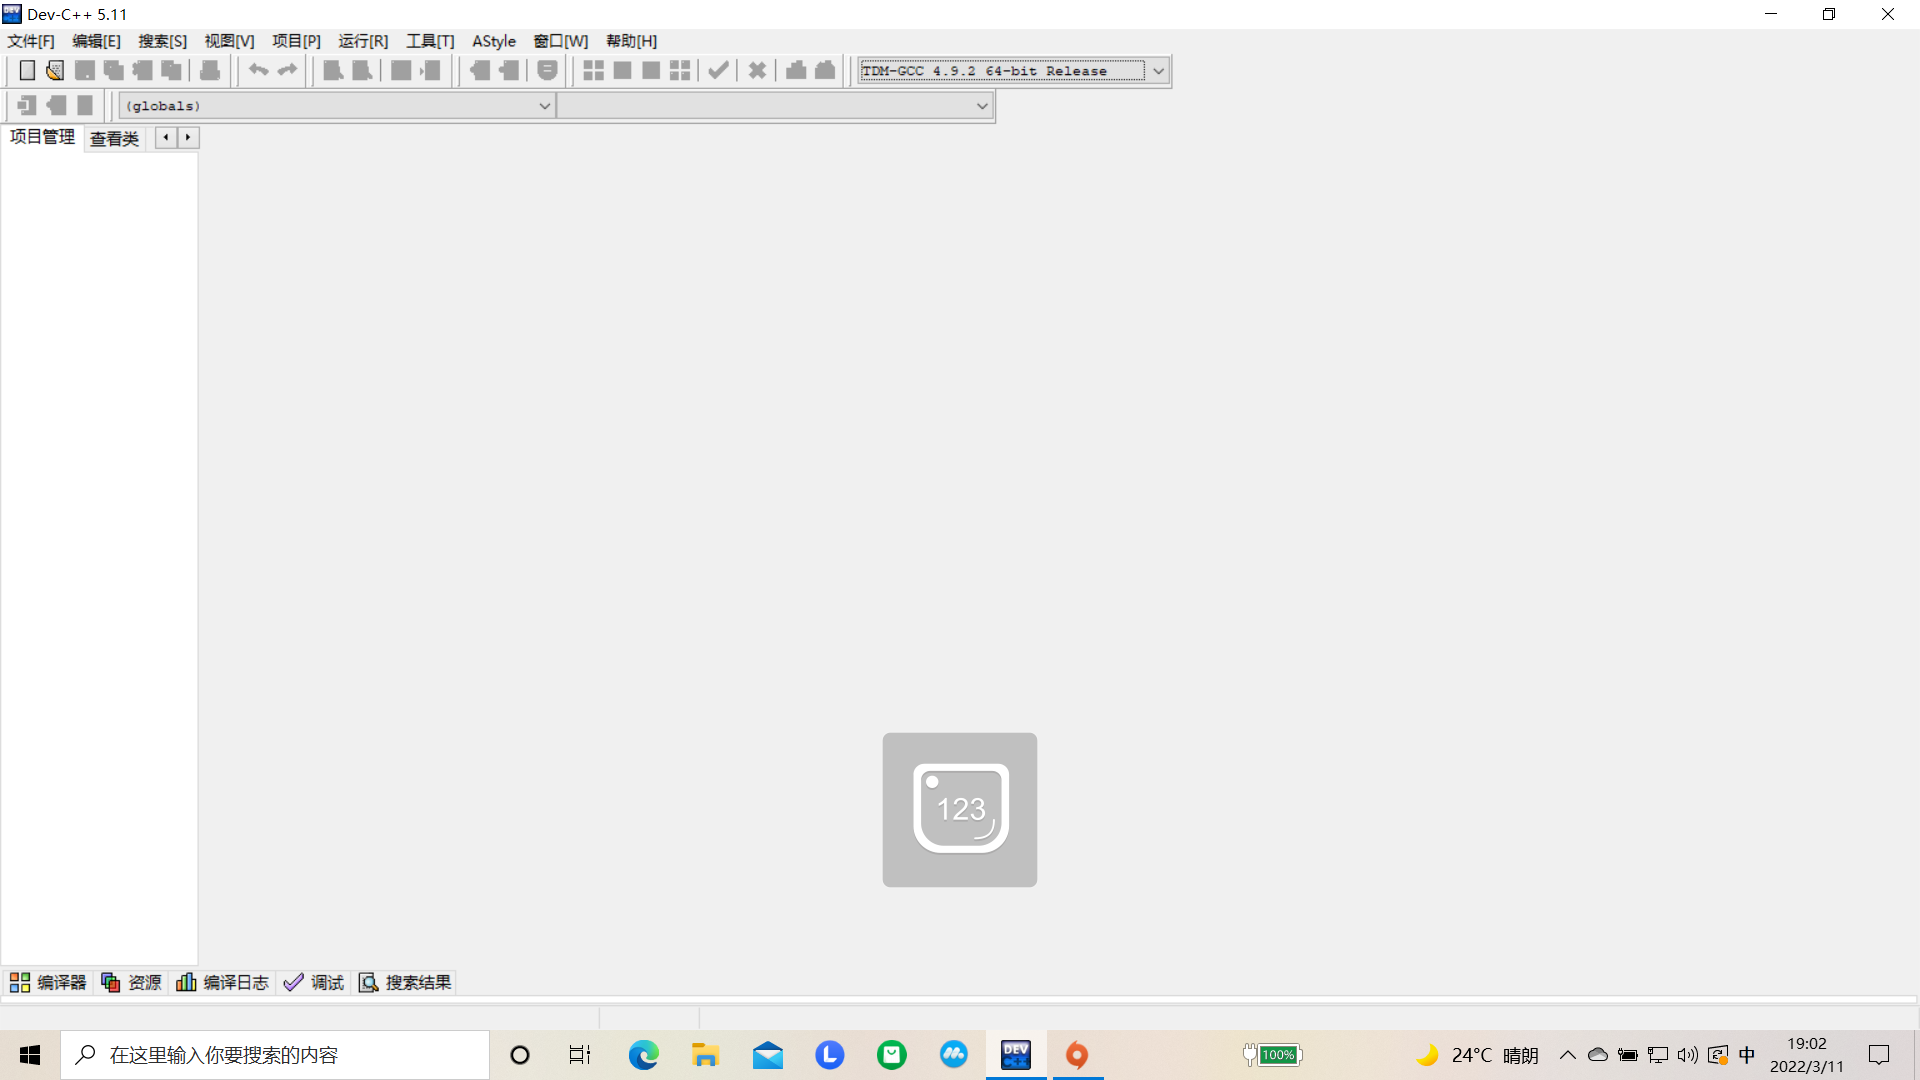 Dev-C++ 5.11
文件[F] 编辑[E] 搜索[S] 视图[V] 项目[P] 运行[R] 工具[T] AStyle 窗口[W] 帮助[H]
TDM-GCC 4.9.2 64-bit Release
(globals)
项目管理 查看类
123
编译器 资源 编译日志 调试 搜索结果
在这里输入你要搜索的内容
L
DEV
C++
100%
24°C 晴朗
中
19:02
2022/3/11